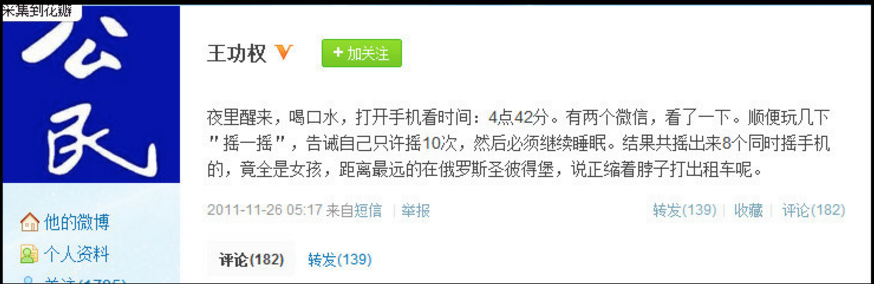 采集到花瓣
公
民
王功权
+ 加关注
夜里醒来，喝口水，打开手机看时间：4点42分。有两个微信，看了一下。顺便玩几下
＂摇一摇＂，告诫自己只许摇10次，然后必须继续睡眠。结果共摇出来8个同时摇手机
的，竟全是女孩，距离最远的在俄罗斯圣彼得堡，说正缩着脖子打出租车呢。
2011-11-26 05:17 来自短信 | 举报
转发(139) | 收藏 | 评论(182)
他的微博
个人资料
评论(182) 转发(139)